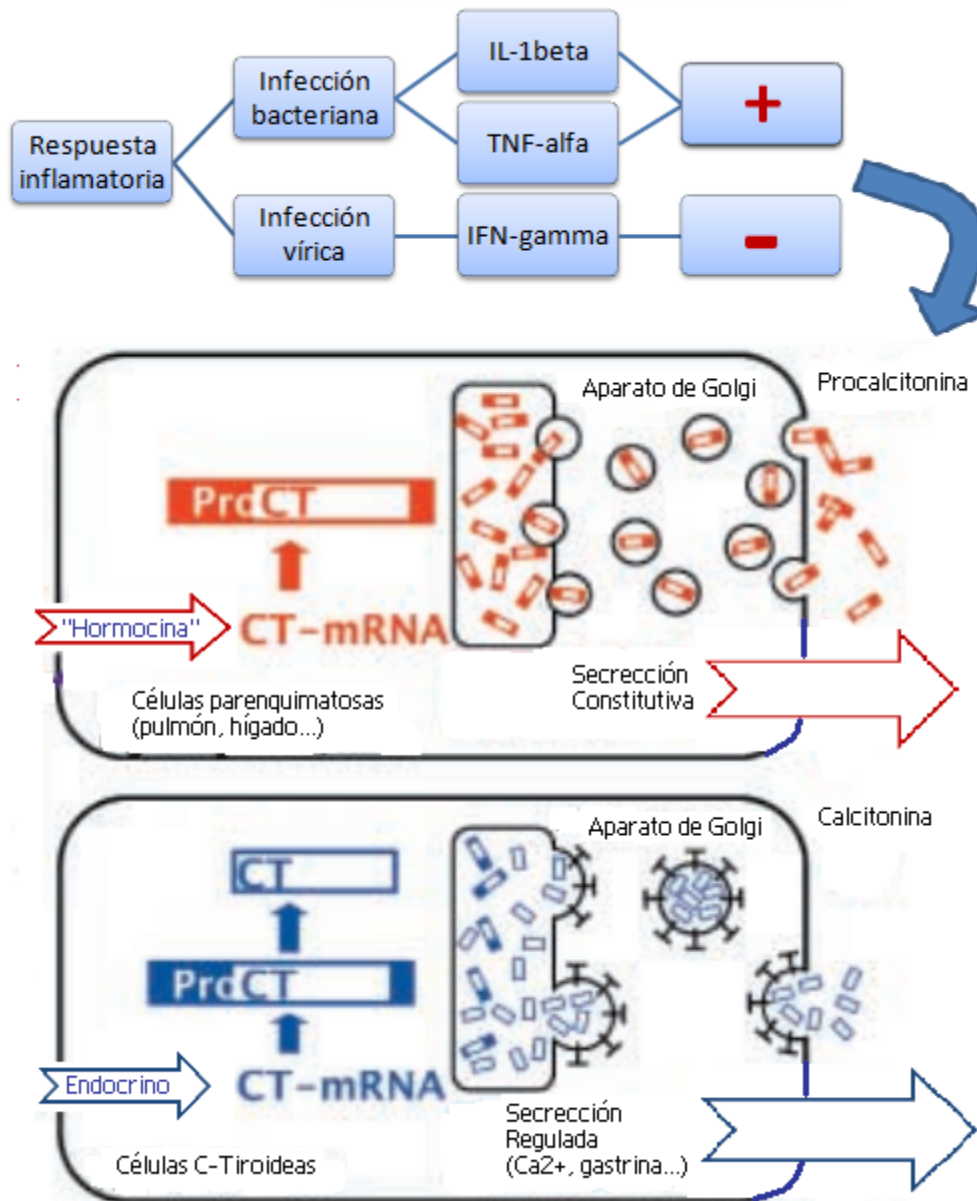 Respuesta
inflamatoria
Infección
bacteriana
Infección
vírica
IL-1beta
TNF-alfa
IFN-gamma
+
-
Aparato de Golgi
Procalcitonina
ProCT
"Hormocina"
CT-mRNA
Células parenquimatosas
(pulmón, hígado...)
Secrección
Constitutiva
Aparato de Golgi
Calcitonina
CT
ProCT
Endocrino
CT-mRNA
Células C-Tiroideas
Secrección
Regulada
(Ca2+, gastrina...)